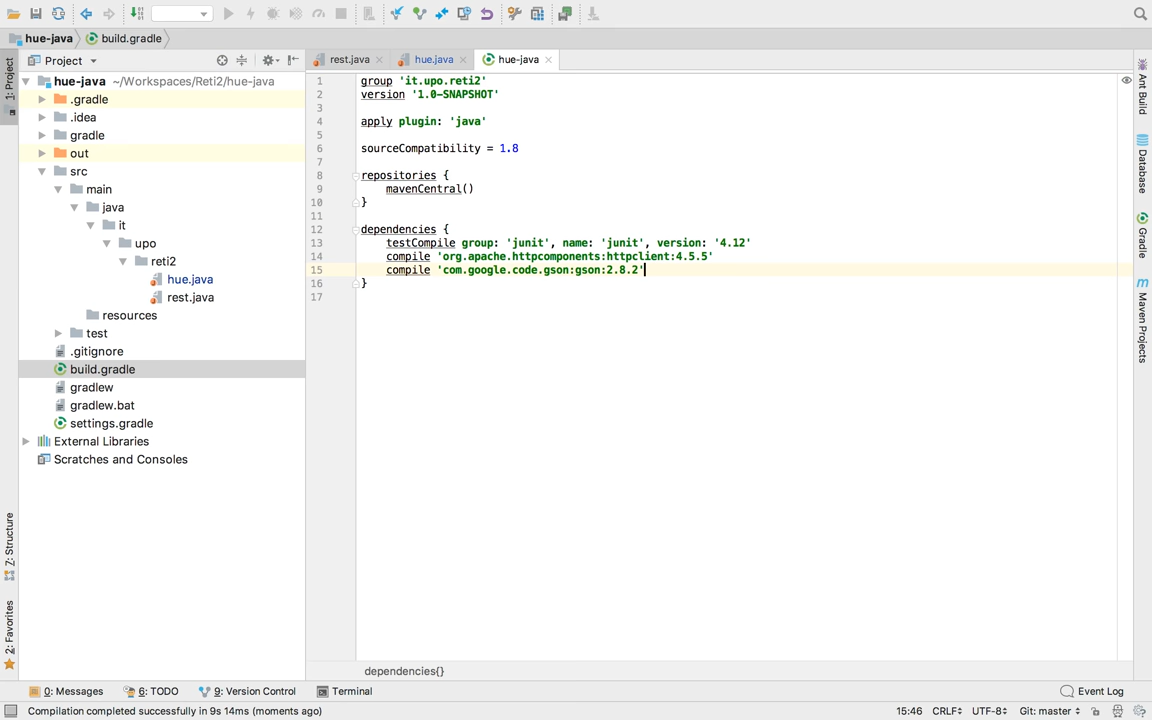 hue-java
build.gradle
1: Project
Project
rest.java
hue.java
hue-java
hue-java ~/Workspaces/Reti2/hue-java
.gradle
.idea
gradle
out
src
main
java
it
upo
reti2
hue.java
rest.java
resources
test
.gitignore
build.gradle
gradlew
gradlew.bat
settings.gradle
External Libraries
Scratches and Consoles
1 group 'it.upo.reti2'
2 version '1.0-SNAPSHOT'
3
4 apply plugin: 'java'
5
6 sourceCompatibility = 1.8
7
8 repositories {
9 mavenCentral()
10 }
11
12 dependencies {
13 testCompile group: 'junit', name: 'junit', version: '4.12'
14 compile 'org.apache.httpcomponents:httpclient:4.5.5'
15 compile 'com.google.code.gson:gson:2.8.2'
16 }
17
dependencies{}
Ant Build
Database
Gradle
Maven Projects
Z: Structure
2: Favorites
0: Messages
6: TODO
9: Version Control
Terminal
Event Log
Compilation completed successfully in 9s 14ms (moments ago)
15:46
CRLF
UTF-8
Git: master